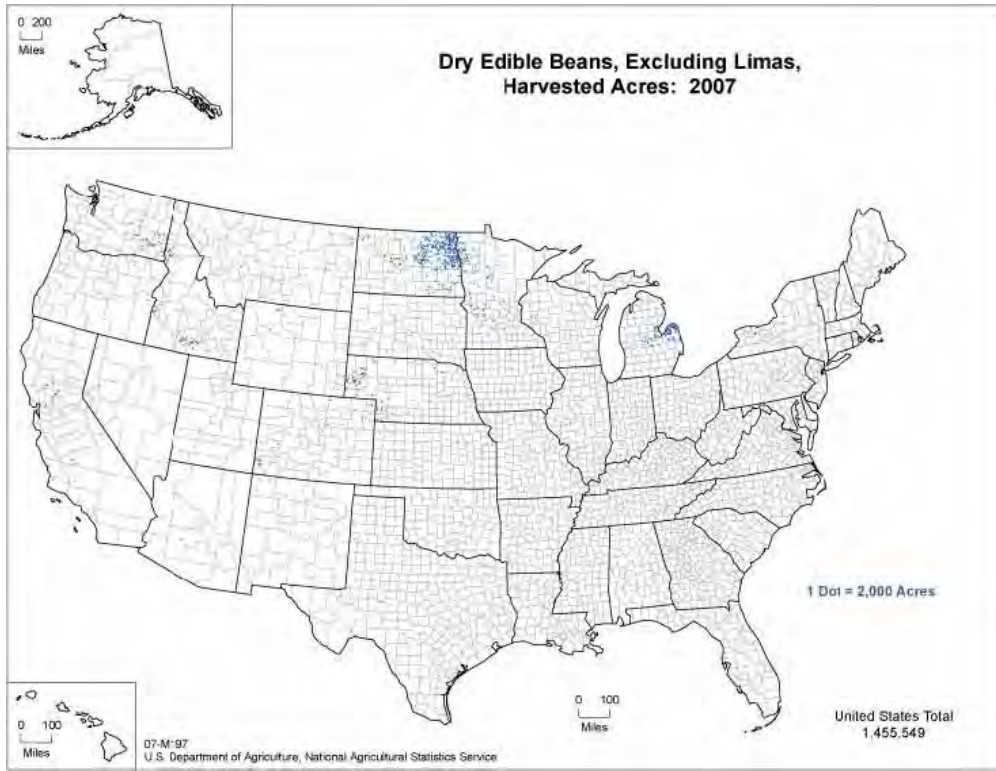 0 200
Miles
Dry Edible Beans, Excluding Limas,
Harvested Acres: 2007
1 Dot = 2,000 Acres
0 100
Miles
0 100
Miles
07-M197
U.S. Department of Agriculture, National Agricultural Statistics Service
United States Total
1,455,549